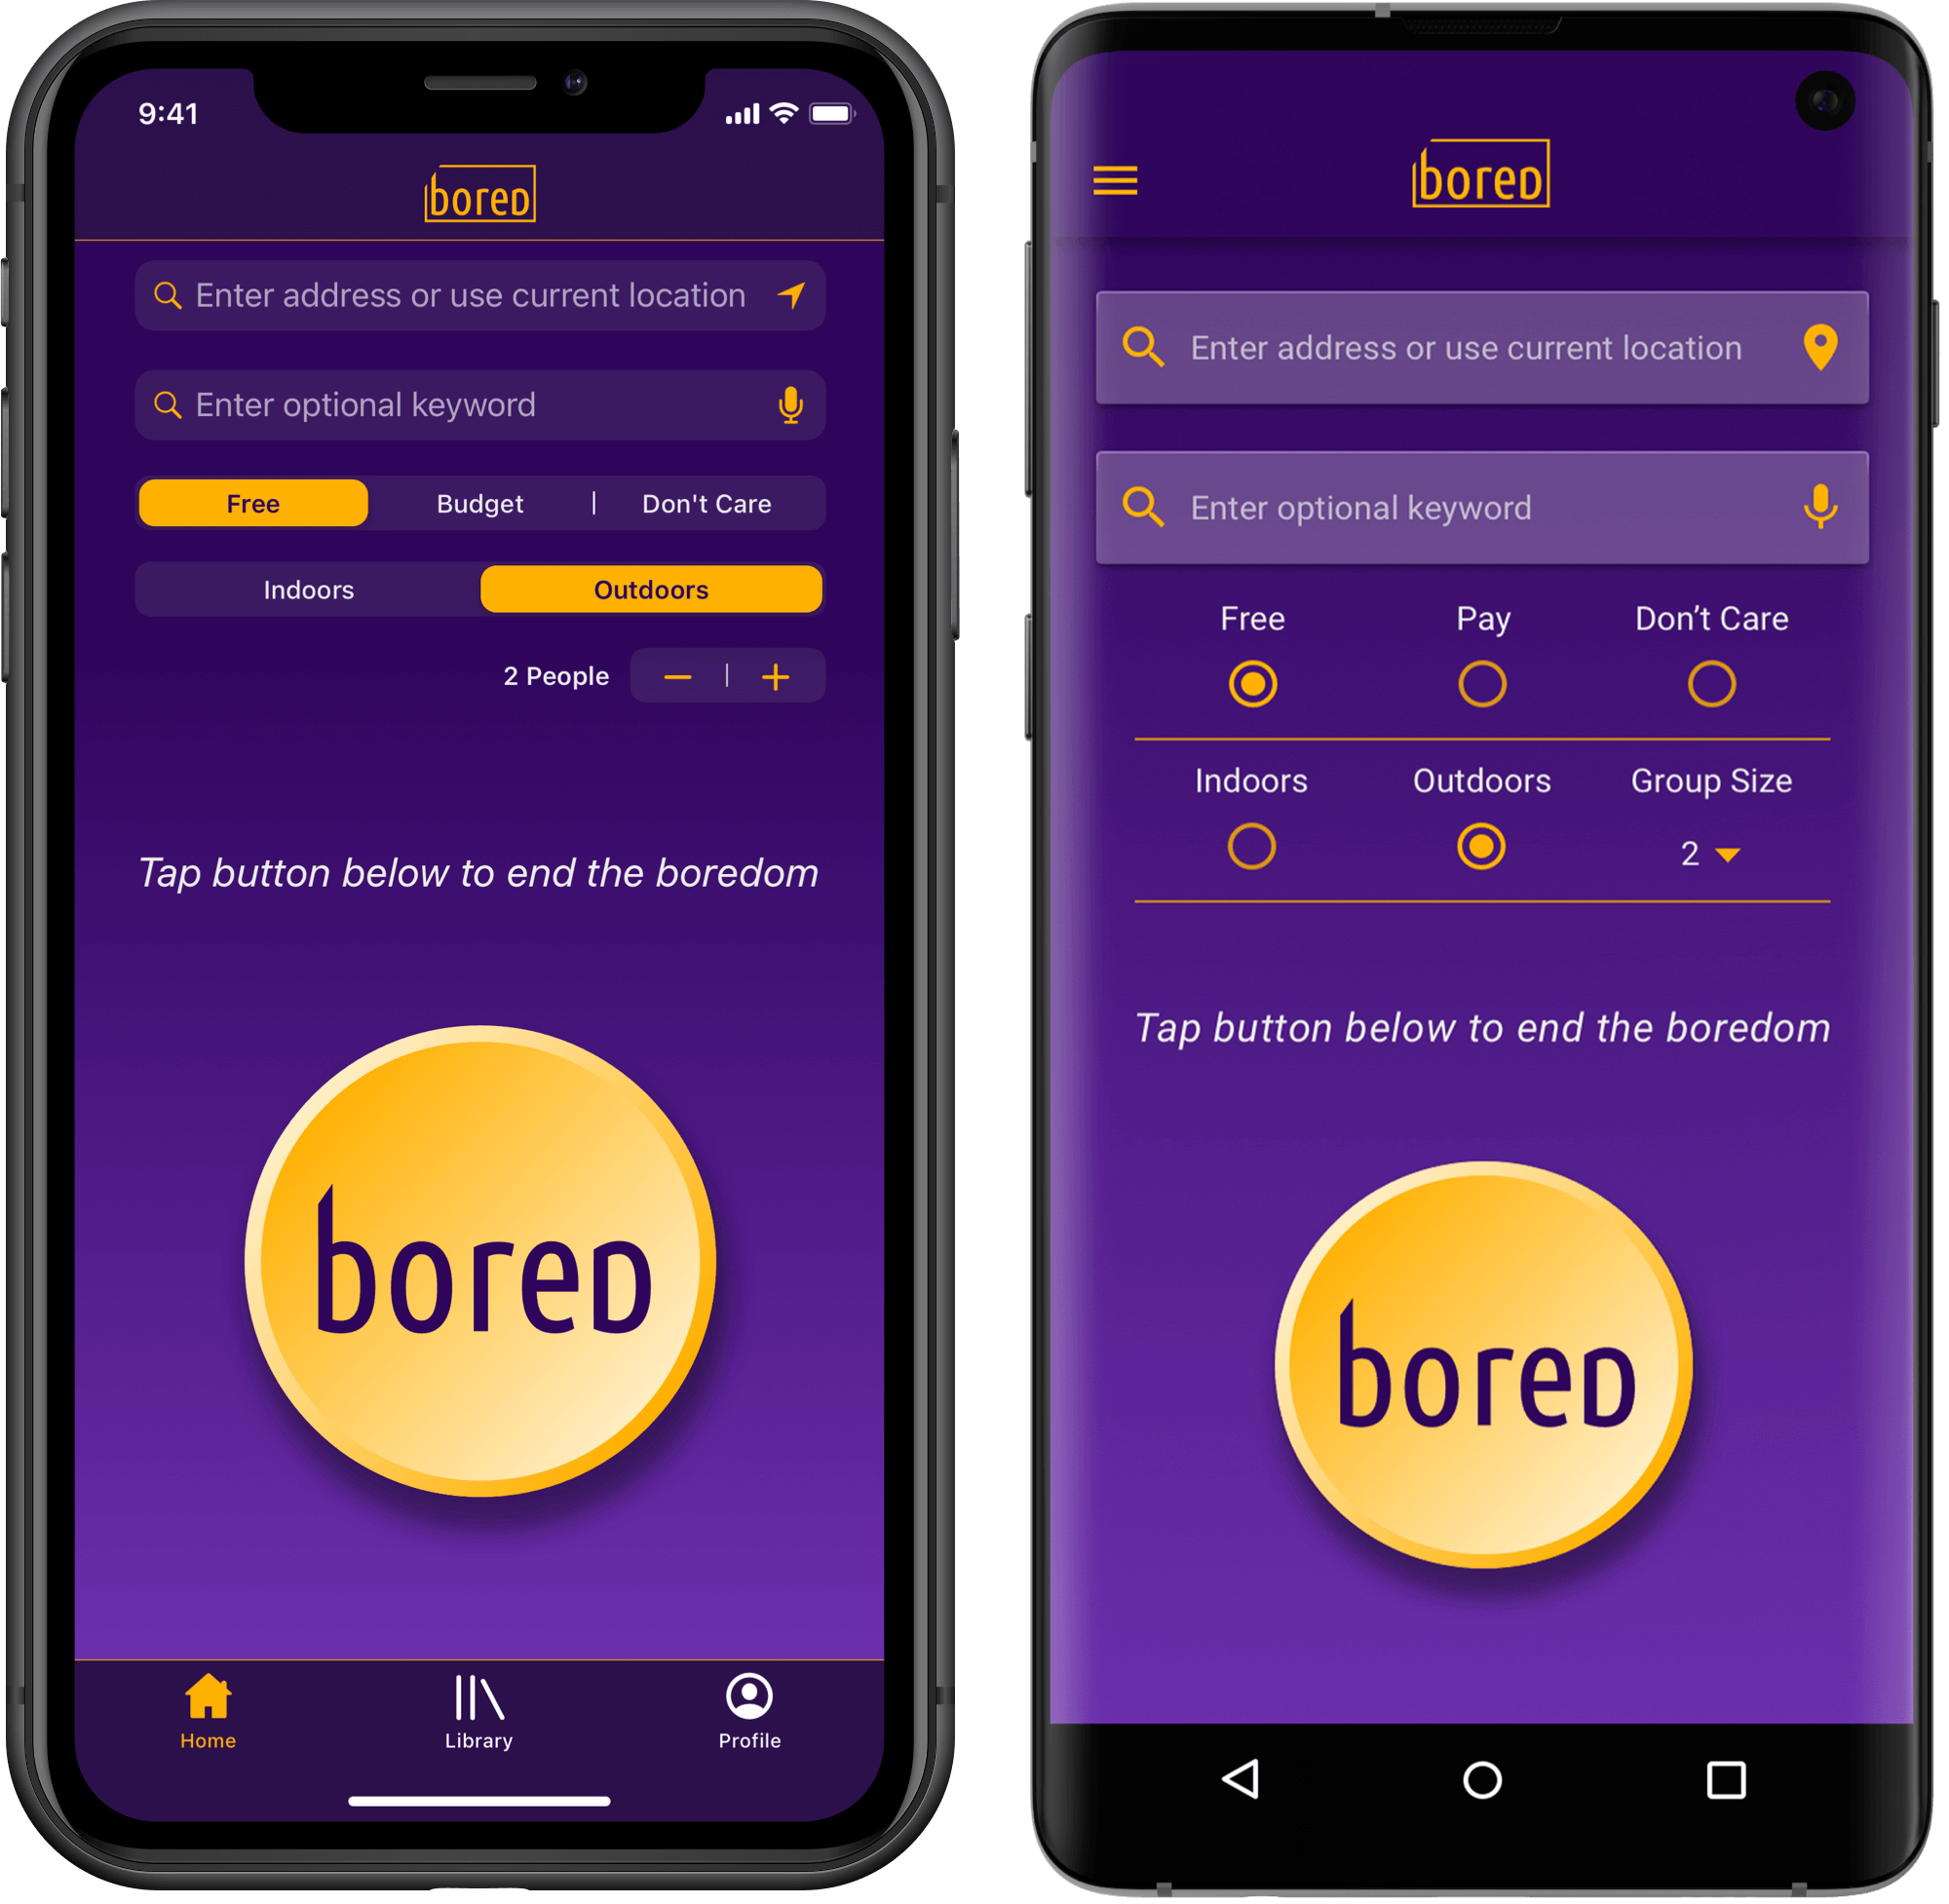 9:41
bored
Enter address or use current location
Enter optional keyword
Free Budget | Don't Care
Indoors Outdoors
2 People − | +
Tap button below to end the boredom
bored
Home Library Profile
bored
Enter address or use current location
Enter optional keyword
Free Pay Don’t Care
Indoors Outdoors Group Size
2
Tap button below to end the boredom
bored